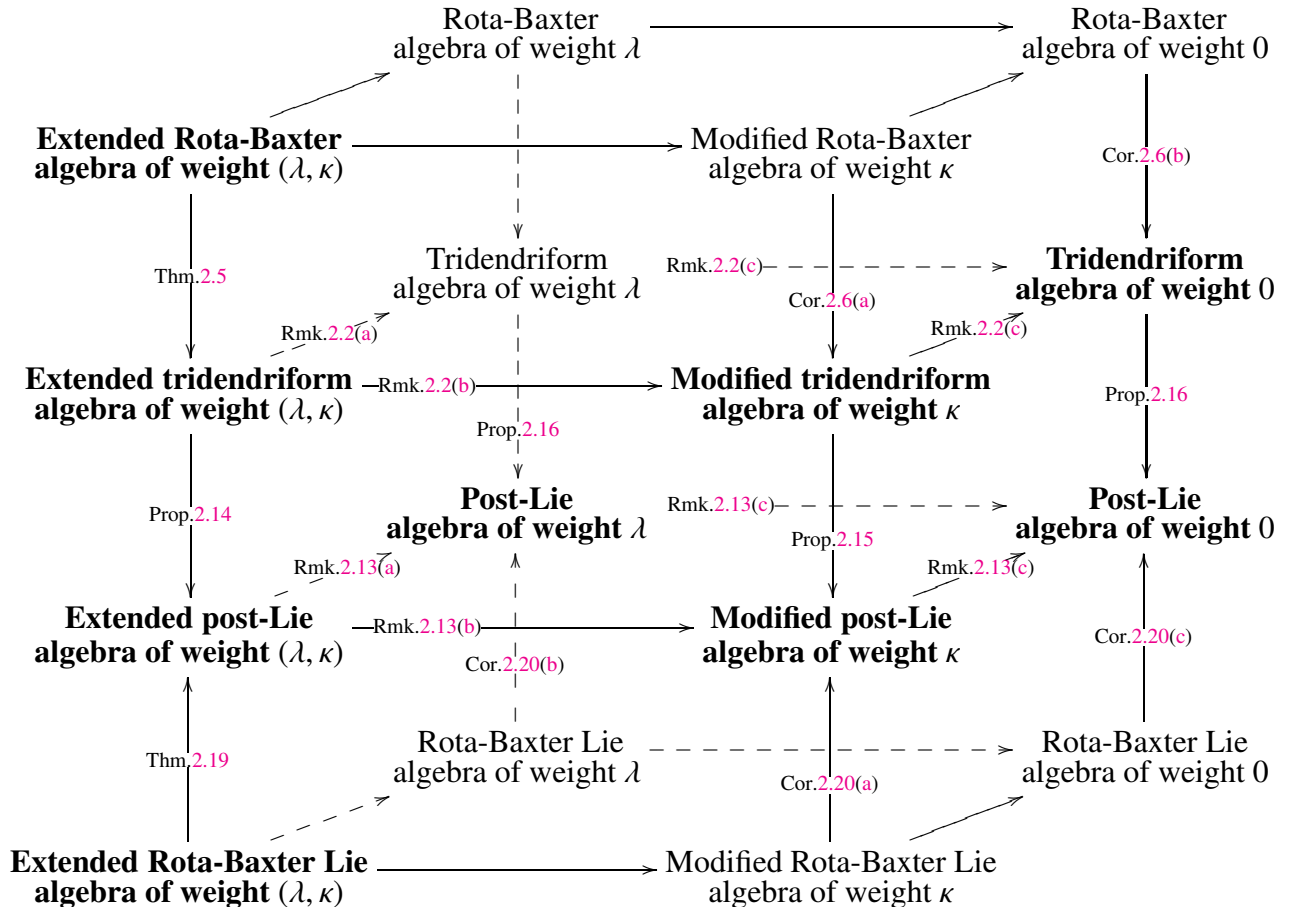 Rota-Baxter
algebra of weight λ
Rota-Baxter
algebra of weight 0
Extended Rota-Baxter
algebra of weight (λ, κ)
Modified Rota-Baxter
algebra of weight κ
Cor.2.6(b)
Thm.2.5
Tridendriform
algebra of weight λ
Rmk.2.2(c)
Cor.2.6(a)
Tridendriform
algebra of weight 0
Rmk.2.2(a)
Rmk.2.2(c)
Extended tridendriform
algebra of weight (λ, κ)
Rmk.2.2(b)
Modified tridendriform
algebra of weight κ
Prop.2.16
Prop.2.16
Prop.2.14
Post-Lie
algebra of weight λ
Rmk.2.13(c)
Prop.2.15
Post-Lie
algebra of weight 0
Rmk.2.13(a)
Rmk.2.13(c)
Extended post-Lie
algebra of weight (λ, κ)
Rmk.2.13(b)
Modified post-Lie
algebra of weight κ
Cor.2.20(b)
Cor.2.20(c)
Thm.2.19
Rota-Baxter Lie
algebra of weight λ
Cor.2.20(a)
Rota-Baxter Lie
algebra of weight 0
Extended Rota-Baxter Lie
algebra of weight (λ, κ)
Modified Rota-Baxter Lie
algebra of weight κ